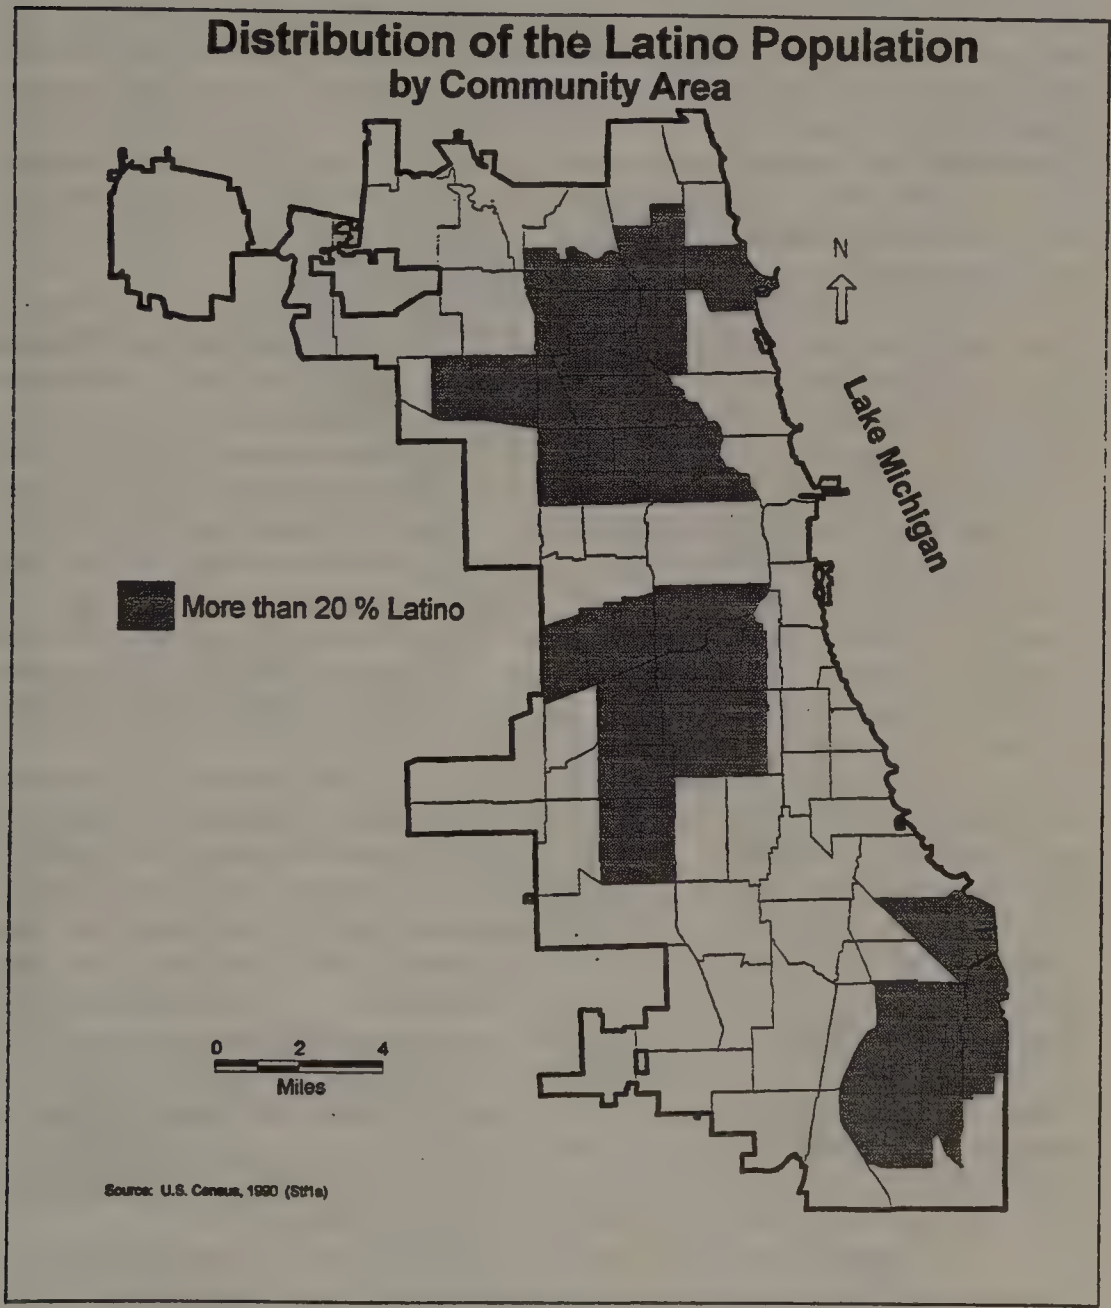 Distribution of the Latino Population
by Community Area
N
Lake Michigan
More than 20 % Latino
0 2 4
Miles
Source: U.S. Census, 1990 (Stf1a)